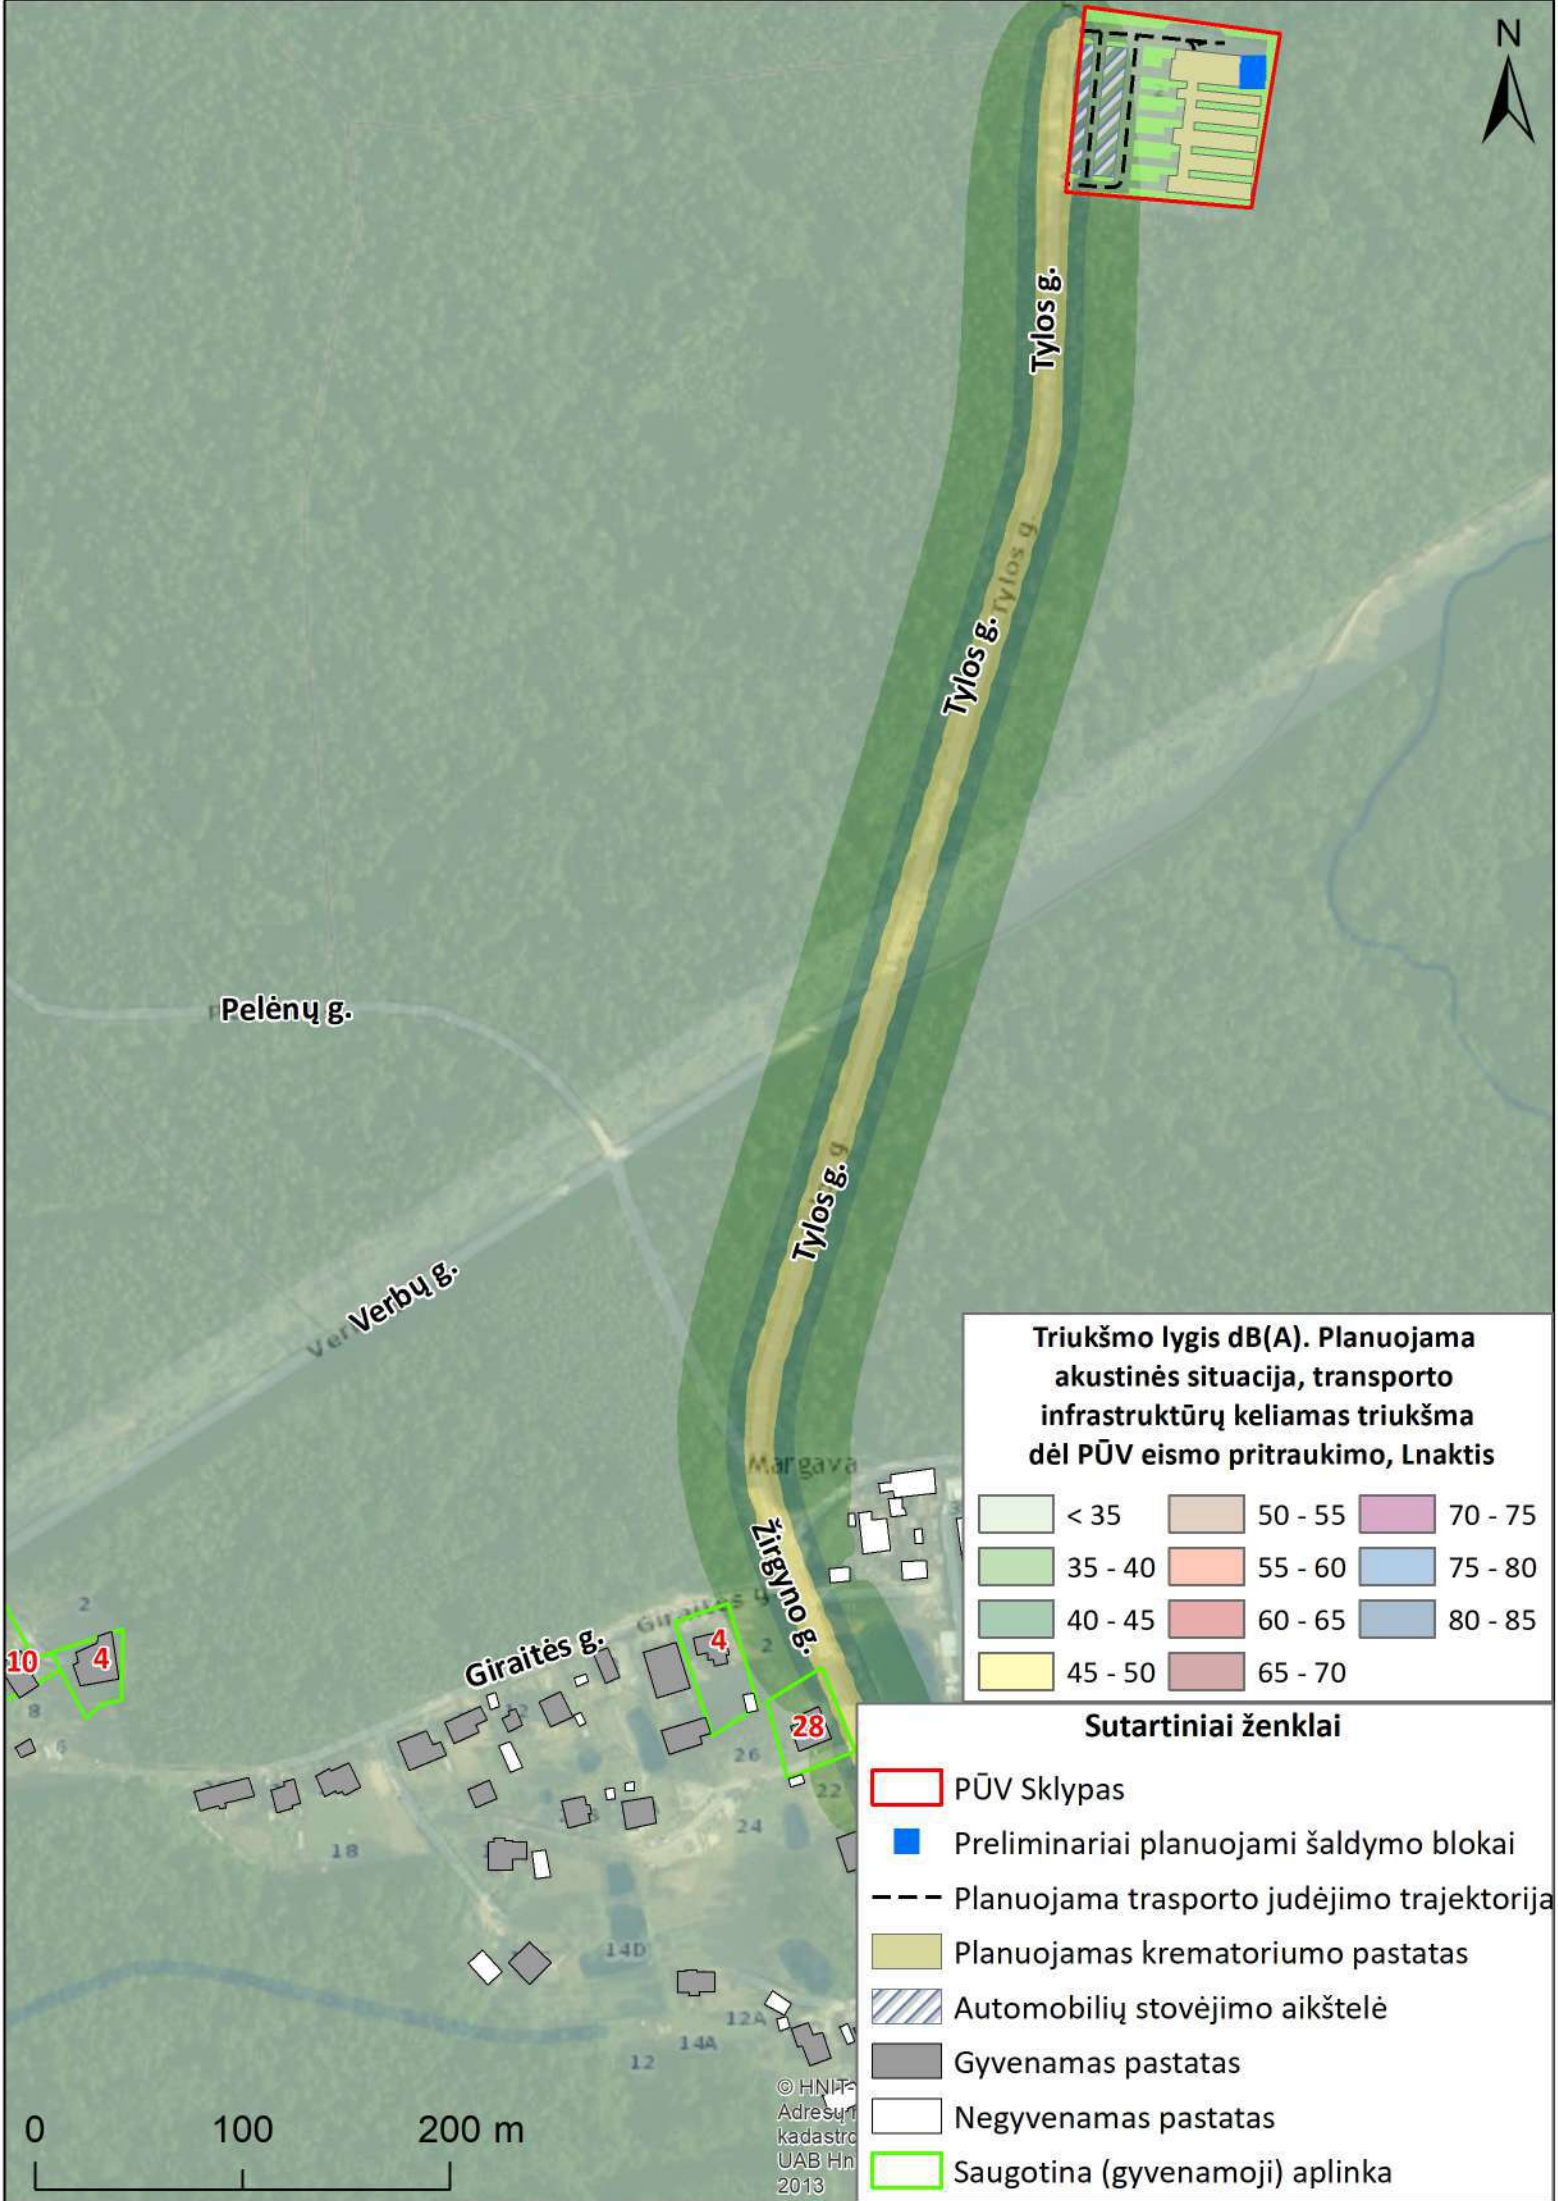 N
Tylos g.
Tylos g.
Tylos g.
Pelėnų g.
Tylos g.
Verbų g.
Margava
Žirgyno g.
Giraitės g.
2
10
4
8
6
4
2
12
28
26
22
24
18
14D
12A
14A
12
Triukšmo lygis dB(A). Planuojama
akustinės situacija, transporto
infrastruktūrų keliamas triukšma
dėl PŪV eismo pritraukimo, Lnaktis
< 35 50 - 55 70 - 75
35 - 40 55 - 60 75 - 80
40 - 45 60 - 65 80 - 85
45 - 50 65 - 70
Sutartiniai ženklai
PŪV Sklypas
Preliminariai planuojami šaldymo blokai
Planuojama trasporto judėjimo trajektorija
Planuojamas krematoriumo pastatas
Automobilių stovėjimo aikštelė
Gyvenamas pastatas
Negyvenamas pastatas
Saugotina (gyvenamoji) aplinka
0 100 200 m
© HNIT-
kadastro
UAB Hn
2013